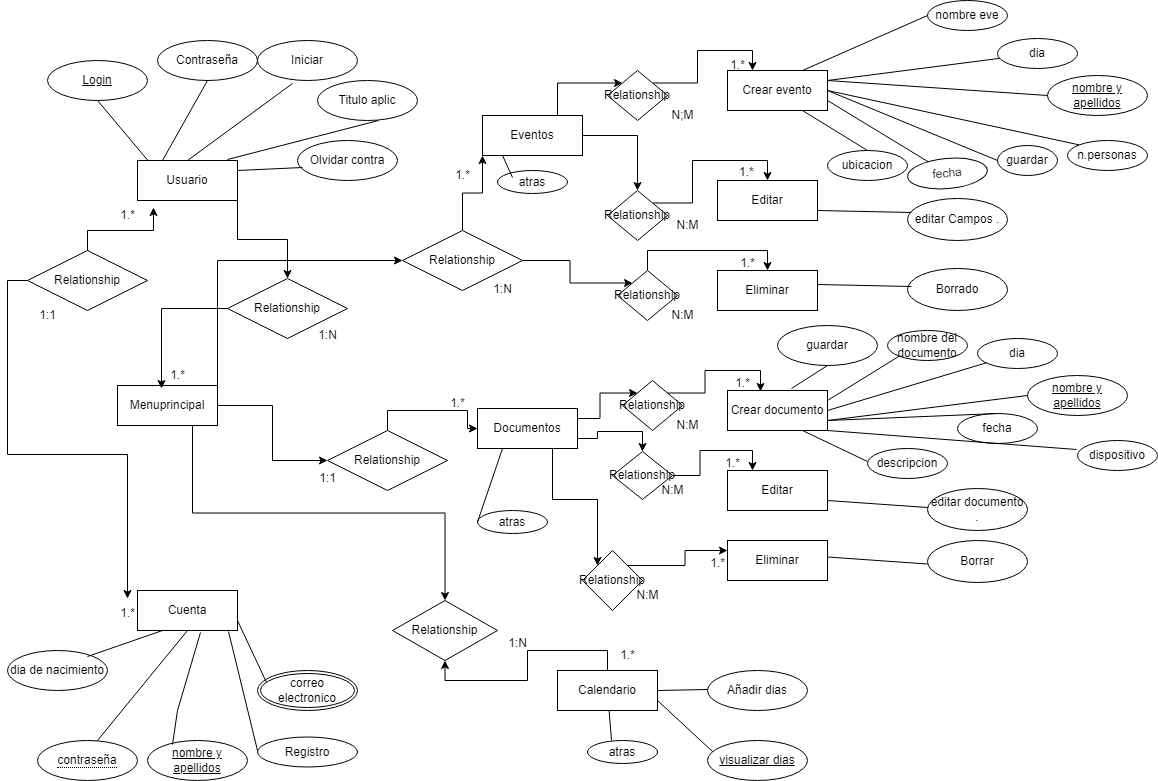 nombre eve
Login
Contraseña
Iniciar
dia
Titulo aplic
1.*
Relationship
Crear evento
nombre y
apellidos
N;M
Eventos
Olvidar contra
Usuario
atras
ubicacion
fecha
guardar
n.personas
1.*
1.*
Editar
editar Campos .
1.*
Relationship
N:M
Relationship
Relationship
1:N
1.*
Relationship
Eliminar
Borrado
N:M
1:1
Relationship
1:N
guardar
nombre del
documento
dia
1.*
Menuprincipal
1.*
Relationship
1.*
Crear documento
nombre y
apellidos
N:M
Documentos
fecha
dispositivo
descripcion
Relationship
1:1
1.*
Relationship
N:M
Editar
editar documento
.
atras
Relationship
N:M
1.*
Eliminar
Borrar
1.*
Cuenta
Relationship
1:N
1.*
dia de nacimiento
correo
electronico
Calendario
Añadir dias
contraseña
nombre y
apellidos
Registro
atras
visualizar dias